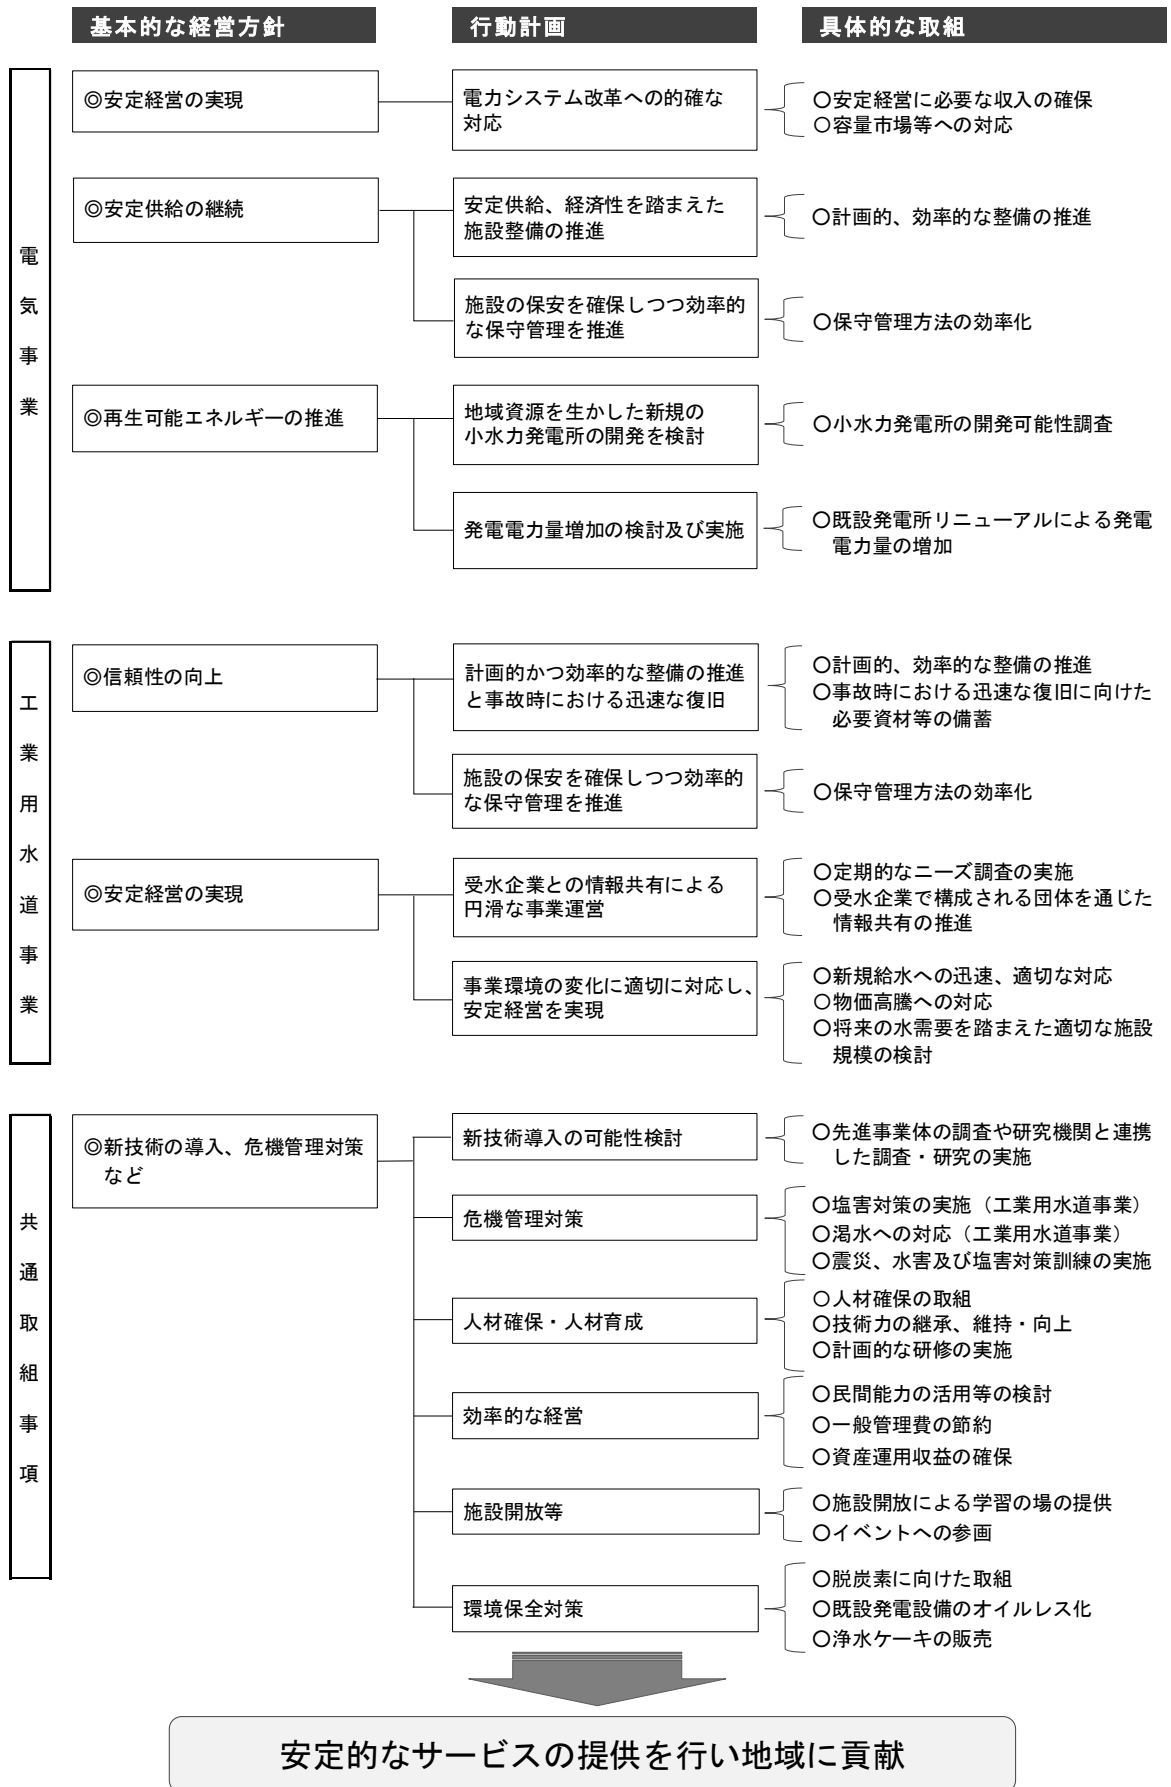 基本的な経営方針
行動計画
具体的な取組
電気事業
◎安定経営の実現
電力システム改革への的確な
対応
〇安定経営に必要な収入の確保
〇容量市場等への対応
◎安定供給の継続
安定供給、経済性を踏まえた
施設整備の推進
〇計画的、効率的な整備の推進
施設の保安を確保しつつ効率的
な保守管理を推進
〇保守管理方法の効率化
◎再生可能エネルギーの推進
地域資源を生かした新規の
小水力発電所の開発を検討
〇小水力発電所の開発可能性調査
発電電力量増加の検討及び実施
〇既設発電所リニューアルによる発電
電力量の増加
工業用水道事業
◎信頼性の向上
計画的かつ効率的な整備の推進
と事故時における迅速な復旧
〇計画的、効率的な整備の推進
〇事故時における迅速な復旧に向けた
必要資材等の備蓄
施設の保安を確保しつつ効率的
な保守管理を推進
〇保守管理方法の効率化
◎安定経営の実現
受水企業との情報共有による
円滑な事業運営
〇定期的なニーズ調査の実施
〇受水企業で構成される団体を通じた
情報共有の推進
事業環境の変化に適切に対応し、
安定経営を実現
〇新規給水への迅速、適切な対応
〇物価高騰への対応
〇将来の水需要を踏まえた適切な施設
規模の検討
共通取組事項
◎新技術の導入、危機管理対策
など
新技術導入の可能性検討
〇先進事業体の調査や研究機関と連携
した調査・研究の実施
危機管理対策
〇塩害対策の実施（工業用水道事業）
〇渇水への対応（工業用水道事業）
〇震災、水害及び塩害対策訓練の実施
人材確保・人材育成
〇人材確保の取組
〇技術力の継承、維持・向上
〇計画的な研修の実施
効率的な経営
〇民間能力の活用等の検討
〇一般管理費の節約
〇資産運用収益の確保
施設開放等
〇施設開放による学習の場の提供
〇イベントへの参画
環境保全対策
〇脱炭素に向けた取組
〇既設発電設備のオイルレス化
〇浄水ケーキの販売
安定的なサービスの提供を行い地域に貢献